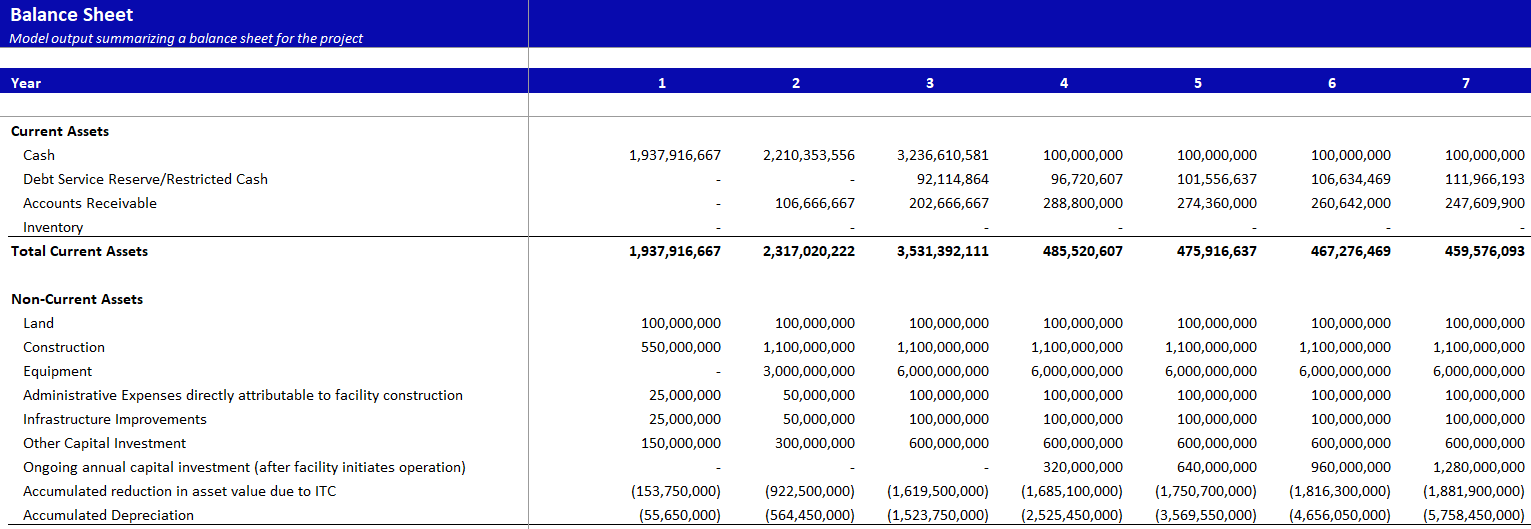 Balance Sheet
Model output summarizing a balance sheet for the project
Year 1 2 3 4 5 6 7
Current Assets
Cash 1,937,916,667 2,210,353,556 3,236,610,581 100,000,000 100,000,000 100,000,000 100,000,000
Debt Service Reserve/Restricted Cash - - 92,114,864 96,720,607 101,556,637 106,634,469 111,966,193
Accounts Receivable - 106,666,667 202,666,667 288,800,000 274,360,000 260,642,000 247,609,900
Inventory - - - - - - -
Total Current Assets 1,937,916,667 2,317,020,222 3,531,392,111 485,520,607 475,916,637 467,276,469 459,576,093
Non-Current Assets
Land 100,000,000 100,000,000 100,000,000 100,000,000 100,000,000 100,000,000 100,000,000
Construction 550,000,000 1,100,000,000 1,100,000,000 1,100,000,000 1,100,000,000 1,100,000,000 1,100,000,000
Equipment - 3,000,000,000 6,000,000,000 6,000,000,000 6,000,000,000 6,000,000,000 6,000,000,000
Administrative Expenses directly attributable to facility construction 25,000,000 50,000,000 100,000,000 100,000,000 100,000,000 100,000,000 100,000,000
Infrastructure Improvements 25,000,000 50,000,000 100,000,000 100,000,000 100,000,000 100,000,000 100,000,000
Other Capital Investment 150,000,000 300,000,000 600,000,000 600,000,000 600,000,000 600,000,000 600,000,000
Ongoing annual capital investment (after facility initiates operation) - - - 320,000,000 640,000,000 960,000,000 1,280,000,000
Accumulated reduction in asset value due to ITC (153,750,000) (922,500,000) (1,619,500,000) (1,685,100,000) (1,750,700,000) (1,816,300,000) (1,881,900,000)
Accumulated Depreciation (55,650,000) (564,450,000) (1,523,750,000) (2,525,450,000) (3,569,550,000) (4,656,050,000) (5,758,450,000)